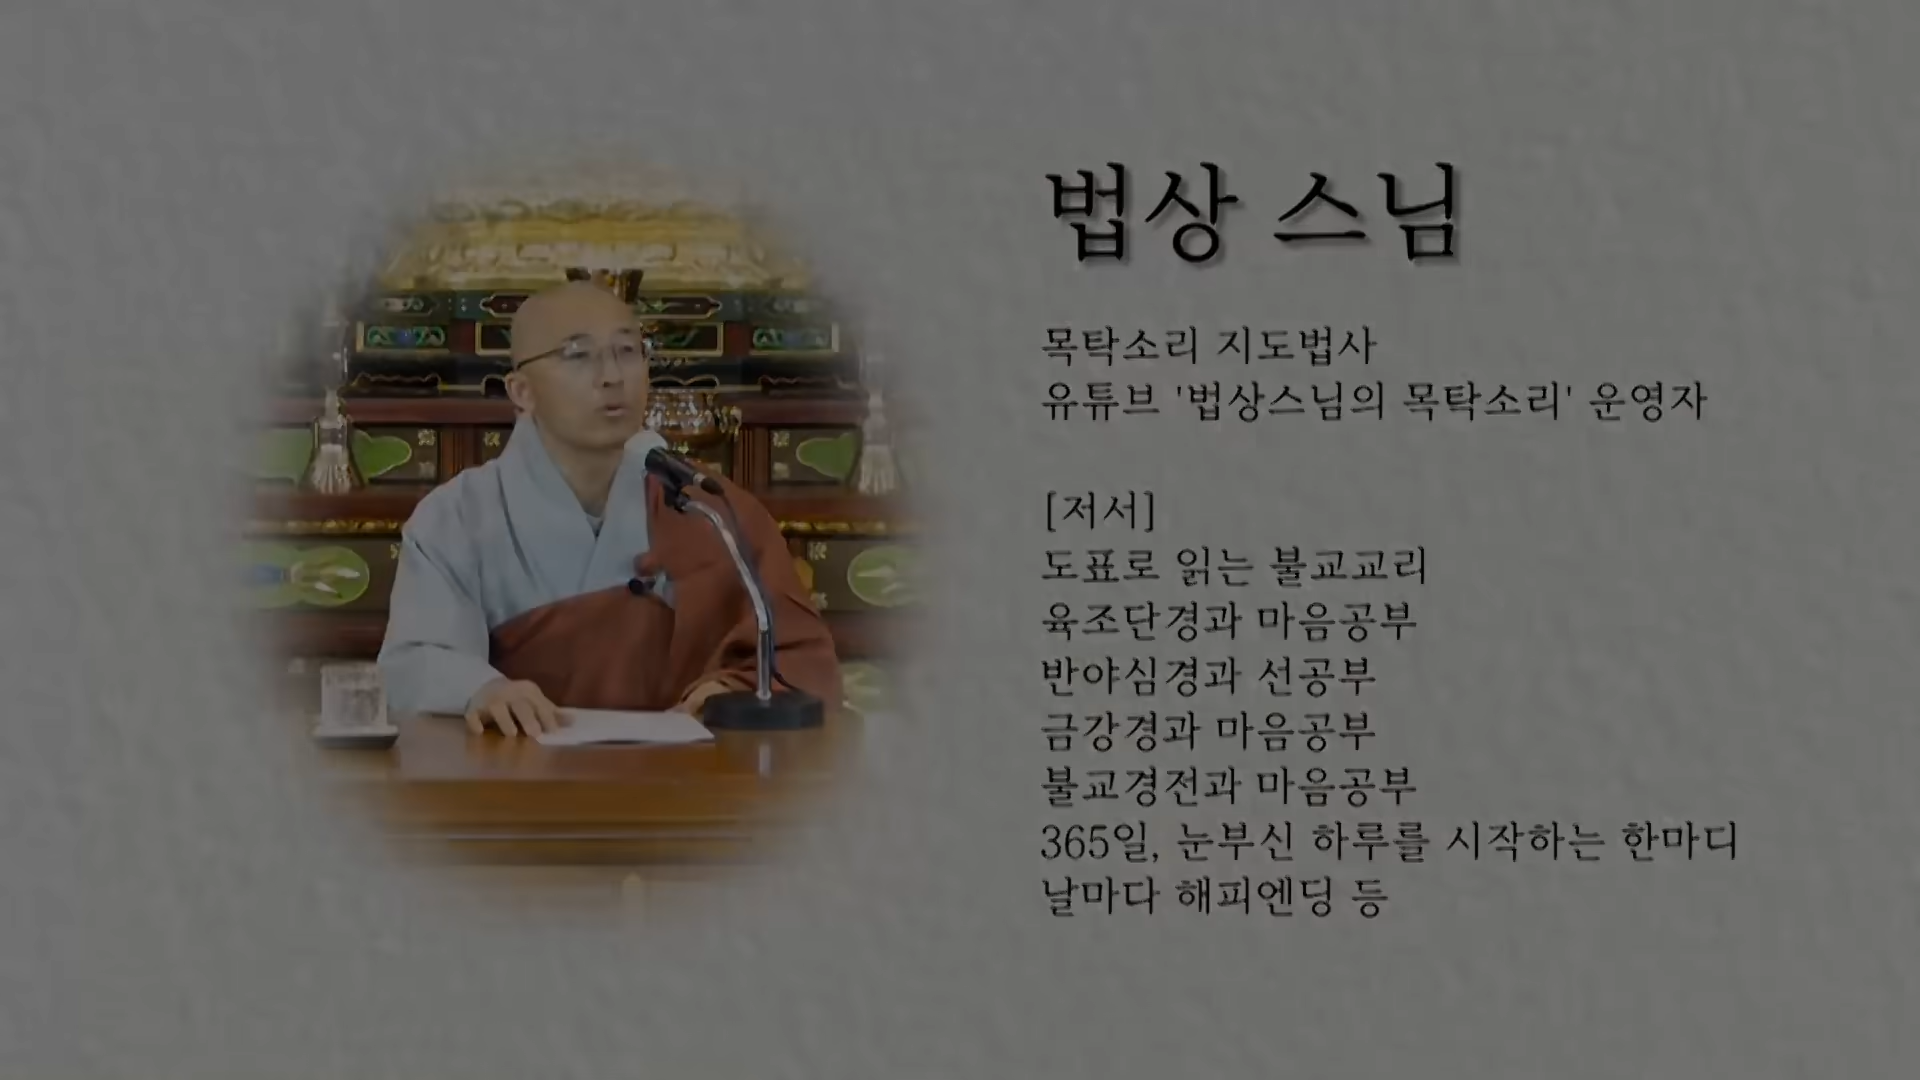 법상 스님
목탁소리 지도법사
유튜브 '법상스님의 목탁소리' 운영자
[저서]
도표로 읽는 불교교리
육조단경과 마음공부
반야심경과 선공부
금강경과 마음공부
불교경전과 마음공부
365일, 눈부신 하루를 시작하는 한마디
날마다 해피엔딩 등